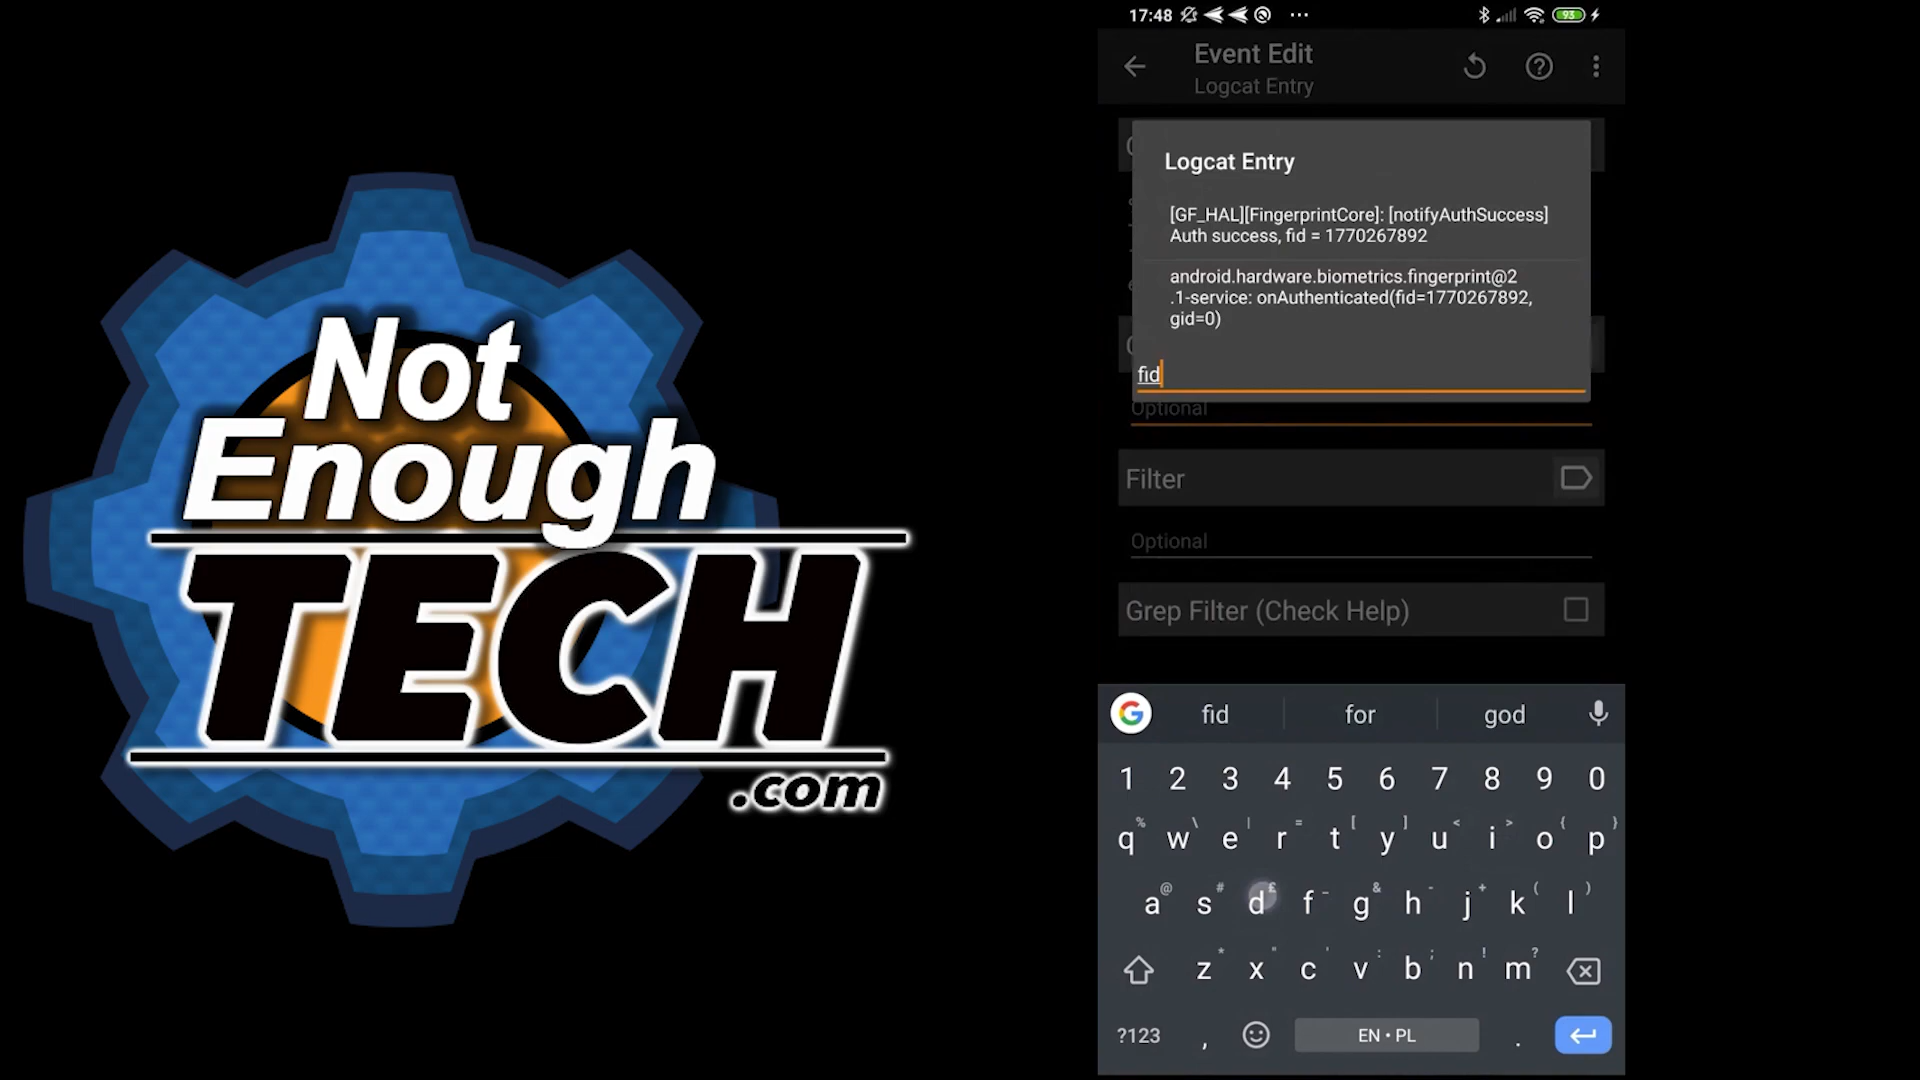 Not
Enough
TECH
.com
17:48
93
Event Edit
Logcat Entry
Logcat Entry
[GF_HAL][FingerprintCore]: [notifyAuthSuccess]
Auth success, fid = 1770267892
android.hardware.biometrics.fingerprint@2
.1-service: onAuthenticated(fid=1770267892,
gid=0)
fid
Optional
Filter
Optional
Grep Filter (Check Help)
fid for god
1 2 3 4 5 6 7 8 9 0
% \ | = [ ] < > { }
q w e r t y u i o p
@ # £ _ & - + ( )
a s d f g h j k l
* " ' : ; ! ?
z x c v b n m
?123 , EN • PL .